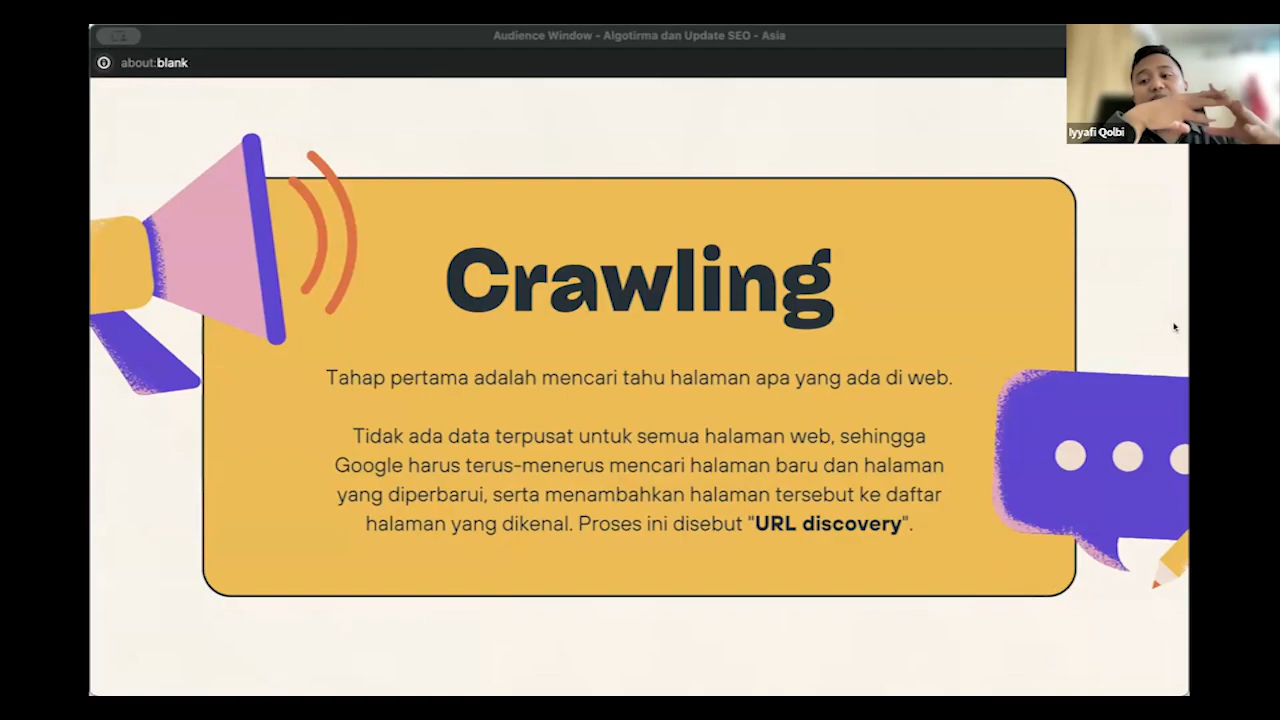 Audience Window - Algotirma dan Update SEO - Asia
about:blank
Iyyafi Qolbi
Crawling
Tahap pertama adalah mencari tahu halaman apa yang ada di web.
Tidak ada data terpusat untuk semua halaman web, sehingga
Google harus terus-menerus mencari halaman baru dan halaman
yang diperbarui, serta menambahkan halaman tersebut ke daftar
halaman yang dikenal. Proses ini disebut "URL discovery".